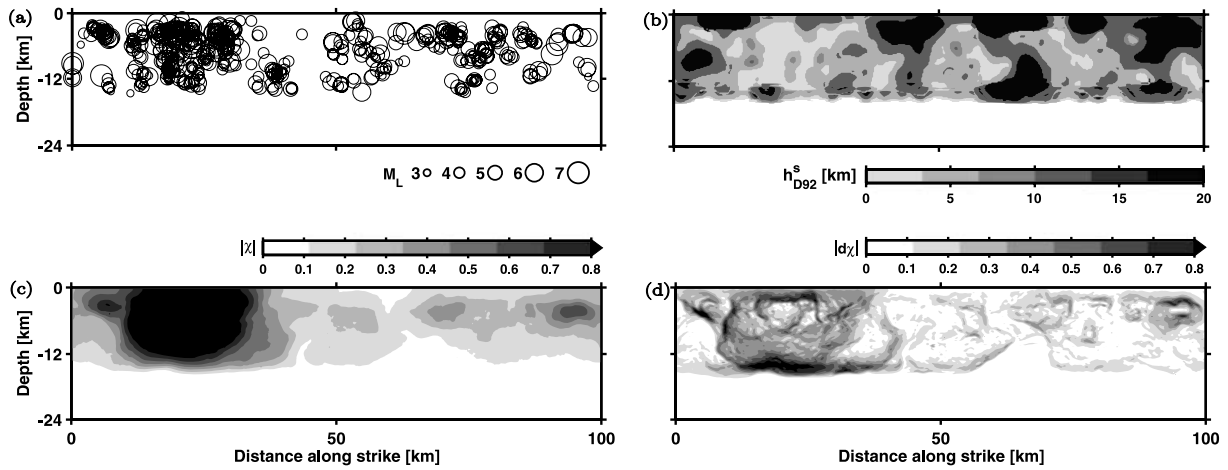 (a)
0
-12
-24
Depth [km]
M_L 3 4 5 6 7
(b)
h^s_D92 [km]
0 5 10 15 20
|χ|
0 0.1 0.2 0.3 0.4 0.5 0.6 0.7 0.8
|dχ|
0 0.1 0.2 0.3 0.4 0.5 0.6 0.7 0.8
(c)
0
-12
-24
Depth [km]
0 50 100
Distance along strike [km]
(d)
0 50 100
Distance along strike [km]